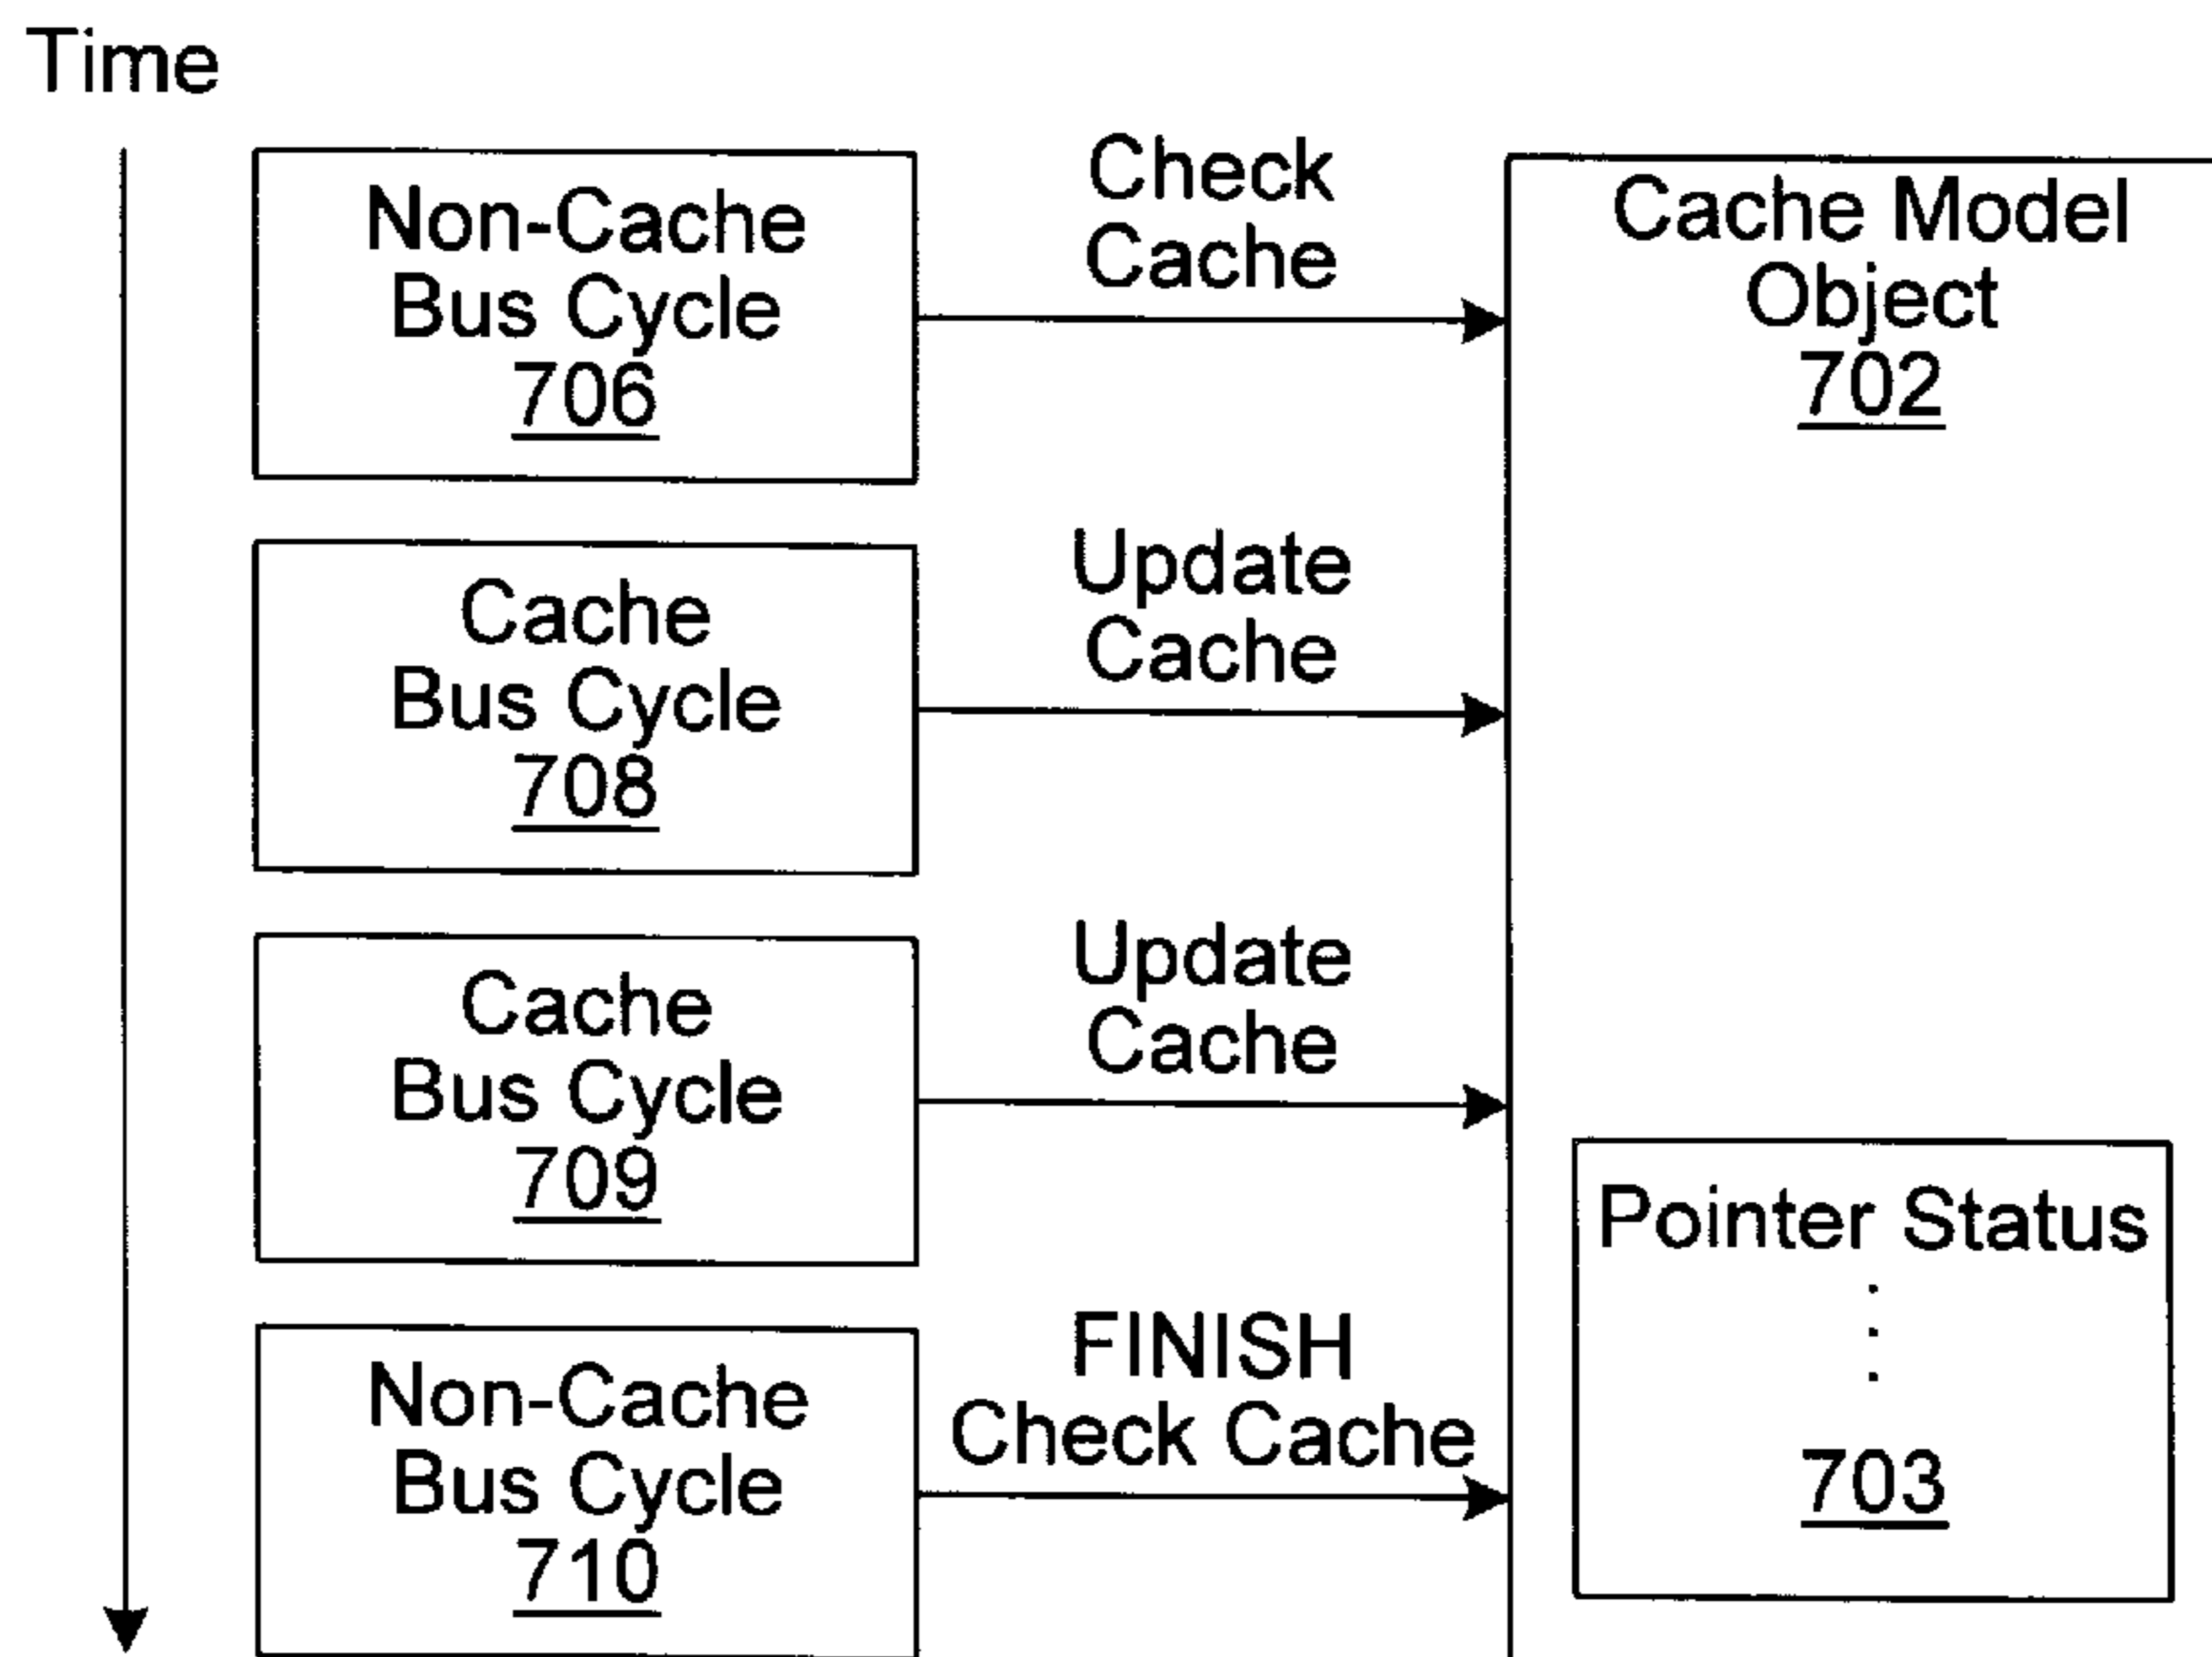 Time
Non-Cache
Bus Cycle
706
Check
Cache
Cache Model
Object
702
Cache
Bus Cycle
708
Update
Cache
Cache
Bus Cycle
709
Update
Cache
Pointer Status
703
Non-Cache
Bus Cycle
710
FINISH
Check Cache